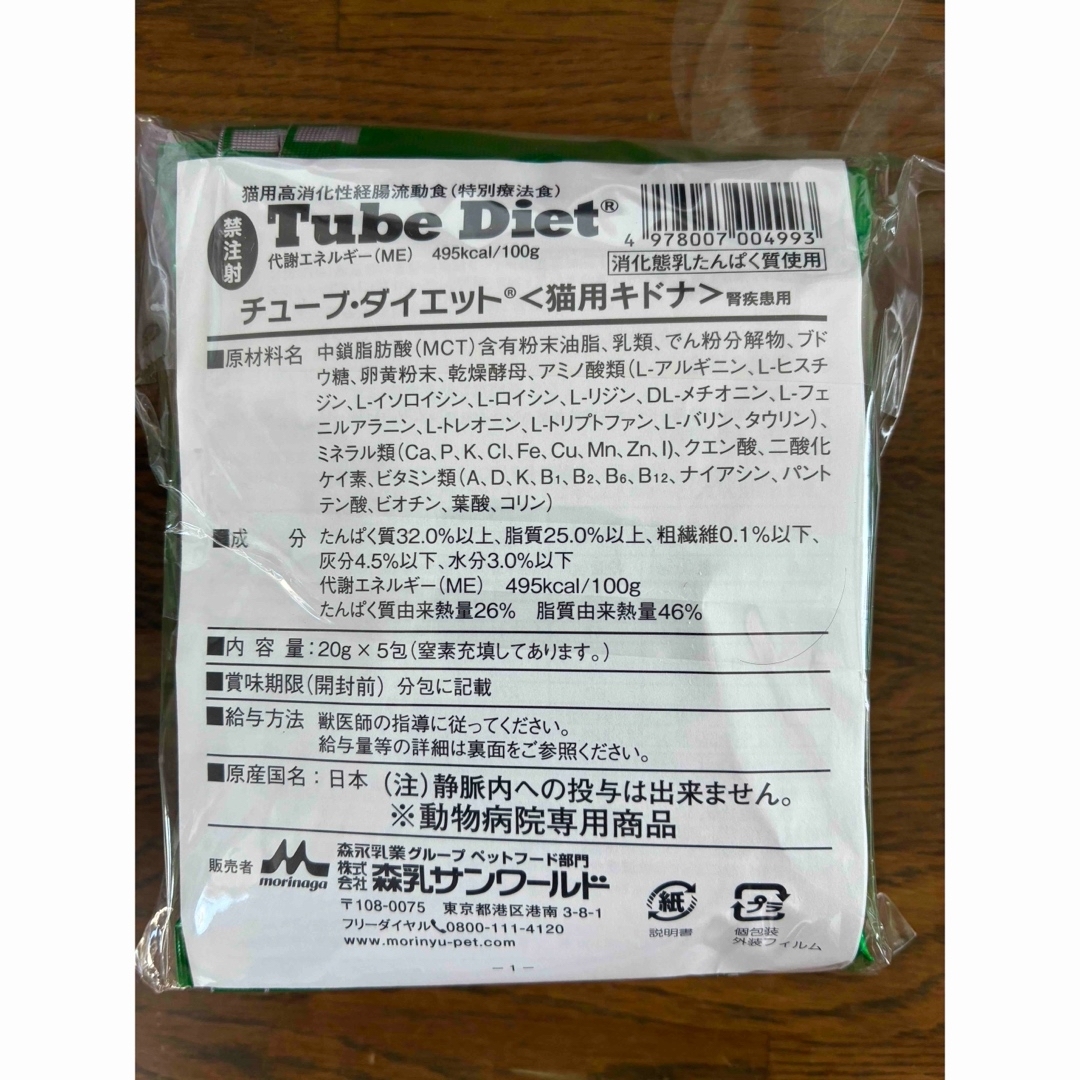 猫用高消化性経腸流動食(特別療法食)
禁注射
Tube Diet®
代謝エネルギー(ME) 495kcal/100g
4 978007 004993
消化態乳たんぱく質使用
チューブ・ダイエット®<猫用キドナ>腎疾患用
■原材料名 中鎖脂肪酸(MCT)含有粉末油脂、乳類、でん粉分解物、ブド
ウ糖、卵黄粉末、乾燥酵母、アミノ酸類(L-アルギニン、L-ヒスチ
ジン、L-イソロイシン、L-ロイシン、L-リジン、DL-メチオニン、L-フェ
ニルアラニン、L-トレオニン、L-トリプトファン、L-バリン、タウリン)、
ミネラル類(Ca、P、K、Cl、Fe、Cu、Mn、Zn、I)、クエン酸、二酸化
ケイ素、ビタミン類(A、D、K、B1、B2、B6、B12、ナイアシン、パント
テン酸、ビオチン、葉酸、コリン)
■成 分 たんぱく質32.0%以上、脂質25.0%以上、粗繊維0.1%以下、
灰分4.5%以下、水分3.0%以下
代謝エネルギー(ME) 495kcal/100g
たんぱく質由来熱量26% 脂質由来熱量46%
■内 容 量:20g×5包(窒素充填してあります。)
■賞味期限(開封前) 分包に記載
■給与方法 獣医師の指導に従ってください。
給与量等の詳細は裏面をご参照ください。
■原産国名:日本 (注)静脈内への投与は出来ません。
※動物病院専用商品
販売者 morinaga 森永乳業グループ ペットフード部門
株式会社 森乳サンワールド
〒108-0075 東京都港区港南3-8-1
フリーダイヤル 0800-111-4120
www.morinyu-pet.com
紙
説明書
プラ
個包装
外装フィルム
-1-